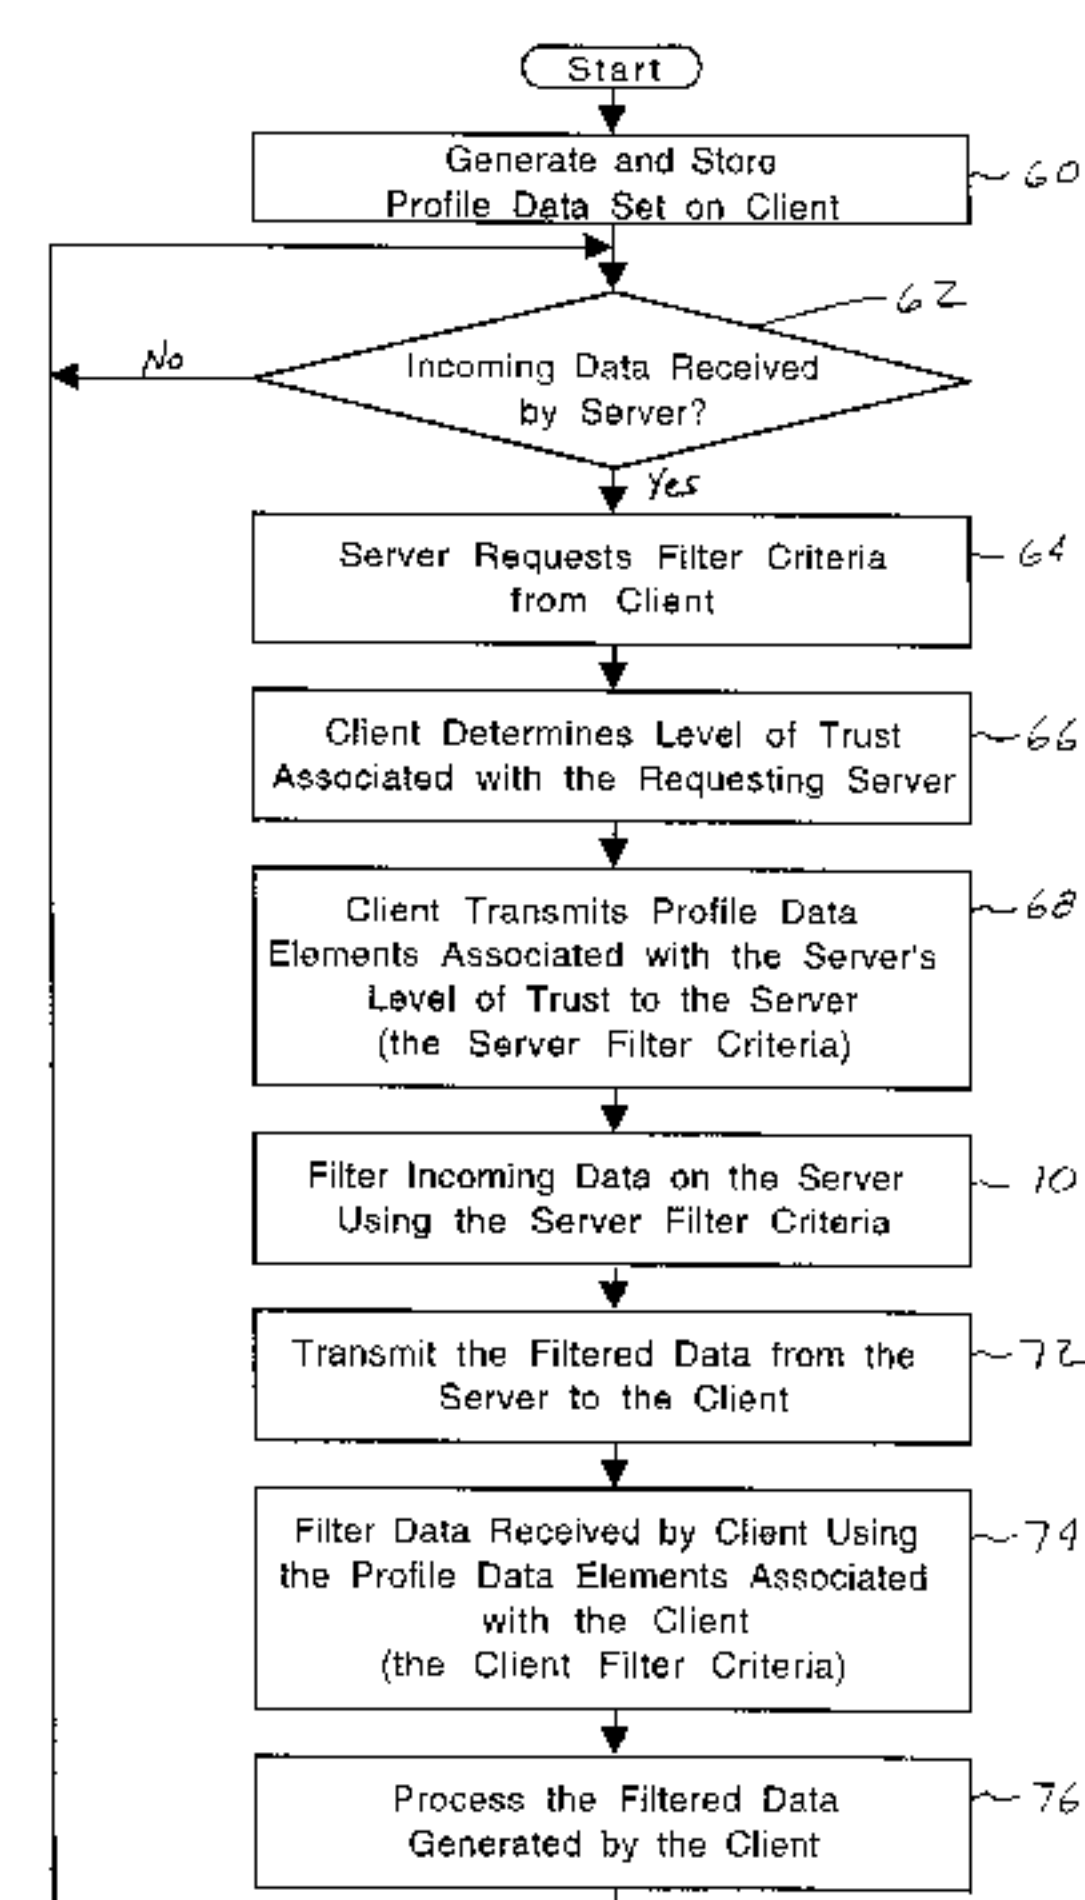 Start
Generate and Store
Profile Data Set on Client
60
62
No
Incoming Data Received
by Server?
Yes
Server Requests Filter Criteria
from Client
64
Client Determines Level of Trust
Associated with the Requesting Server
66
Client Transmits Profile Data
Elements Associated with the Server's
Level of Trust to the Server
(the Server Filter Criteria)
68
Filter Incoming Data on the Server
Using the Server Filter Criteria
70
Transmit the Filtered Data from the
Server to the Client
72
Filter Data Received by Client Using
the Profile Data Elements Associated
with the Client
(the Client Filter Criteria)
74
Process the Filtered Data
Generated by the Client
76